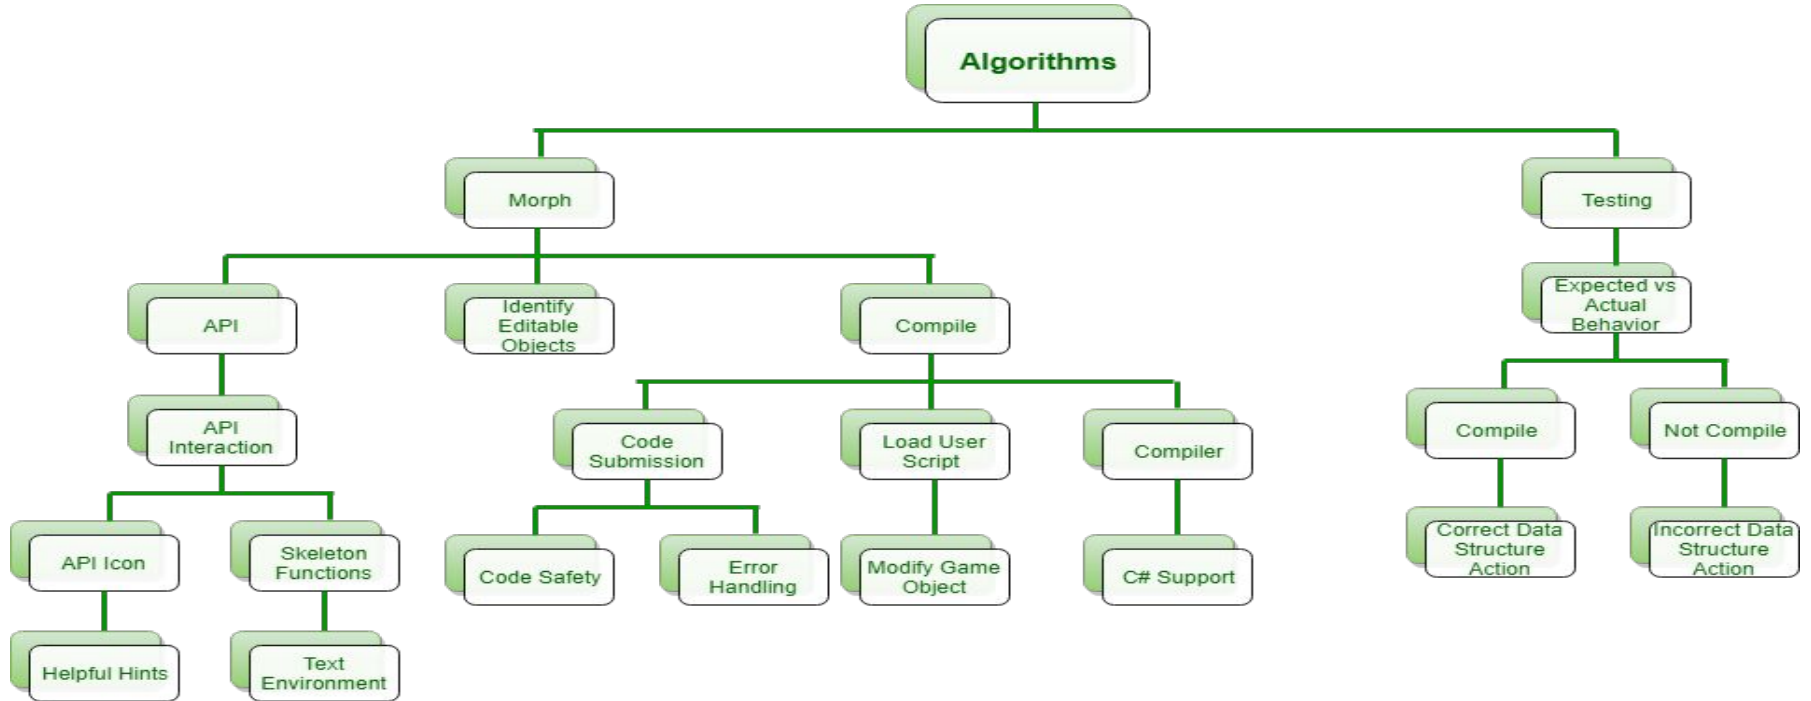 Algorithms
Morph
Testing
API
Identify
Editable
Objects
Compile
Expected vs
Actual
Behavior
API
Interaction
Code
Submission
Load User
Script
Compiler
Compile
Not Compile
API Icon
Skeleton
Functions
Code Safety
Error
Handling
Modify Game
Object
C# Support
Correct Data
Structure
Action
Incorrect Data
Structure
Action
Helpful Hints
Text
Environment